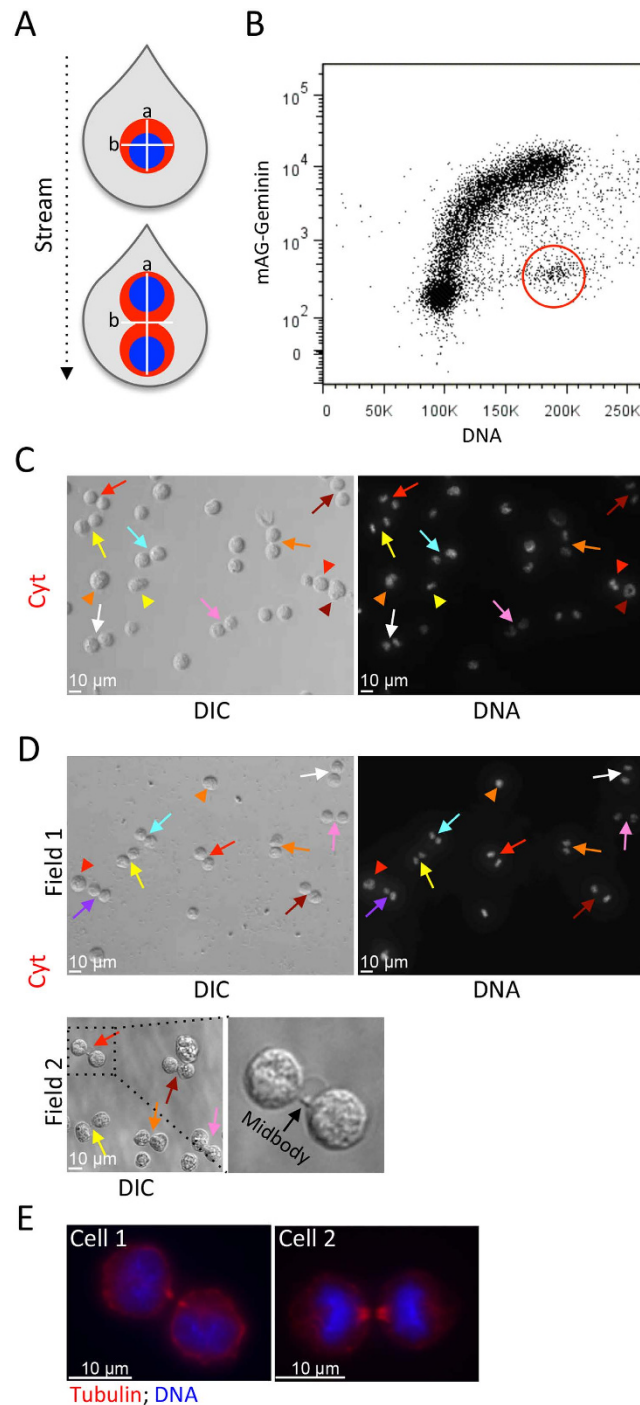 A
B
Stream
a
b
a
b
mAG-Geminin
10^5
10^4
10^3
10^2
0
0 50K 100K 150K 200K 250K
DNA
C
Cyt
10 µm
10 µm
DIC DNA
D
Field 1
Cyt
10 µm
10 µm
DIC DNA
Field 2
10 µm
Midbody
DIC
E
Cell 1
Cell 2
10 µm
10 µm
Tubulin; DNA